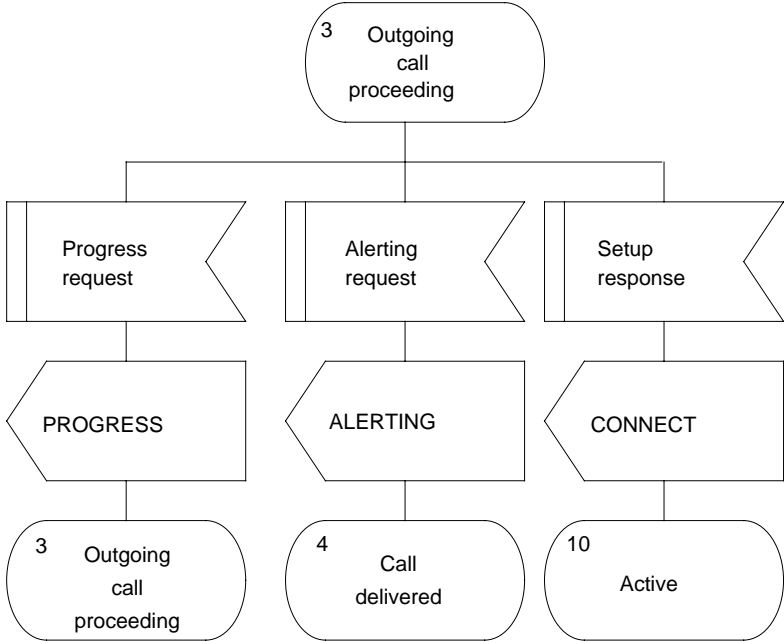 3
Outgoing
call
proceeding
Progress
request
Alerting
request
Setup
response
PROGRESS
ALERTING
CONNECT
3
Outgoing
call
proceeding
4
Call
delivered
10
Active